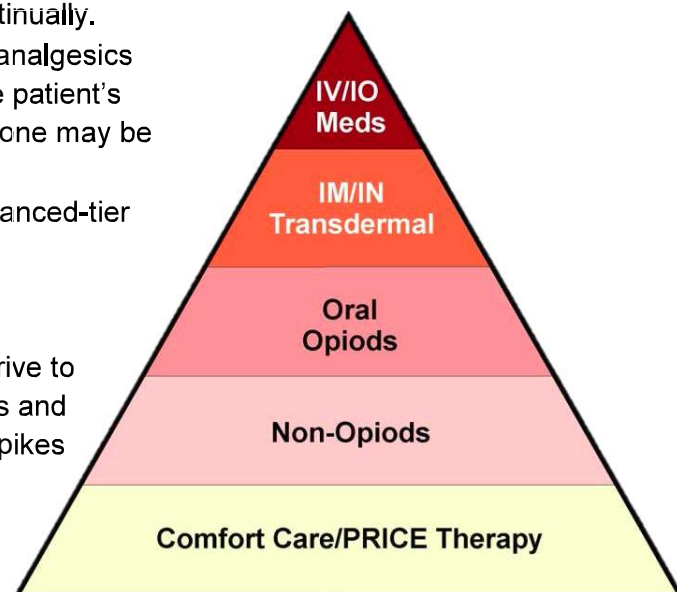 tinually.
analgesics
e patient's
one may be
anced-tier
rive to
s and
pikes
IV/IO
Meds
IM/IN
Transdermal
Oral
Opiods
Non-Opiods
Comfort Care/PRICE Therapy